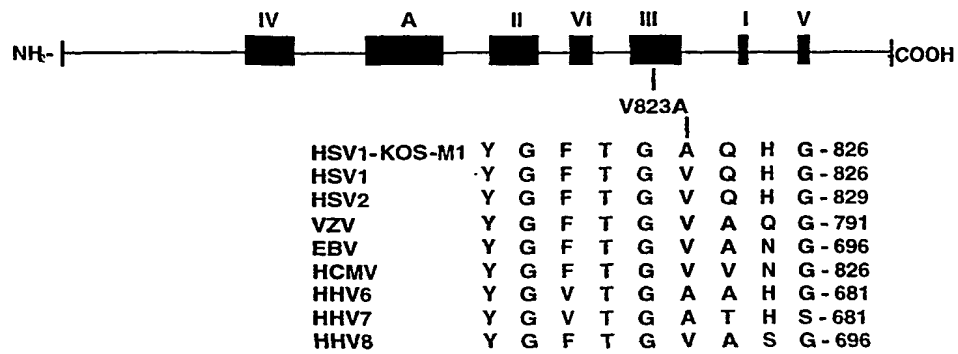 IV A II VI III I V
NH2- COOH
V823A
HSV1-KOS-M1 Y G F T G A Q H G - 826
HSV1 Y G F T G V Q H G - 826
HSV2 Y G F T G V Q H G - 829
VZV Y G F T G V A Q G - 791
EBV Y G F T G V A N G - 696
HCMV Y G F T G V V N G - 826
HHV6 Y G V T G A A H G - 681
HHV7 Y G V T G A T H S - 681
HHV8 Y G F T G V A S G - 696